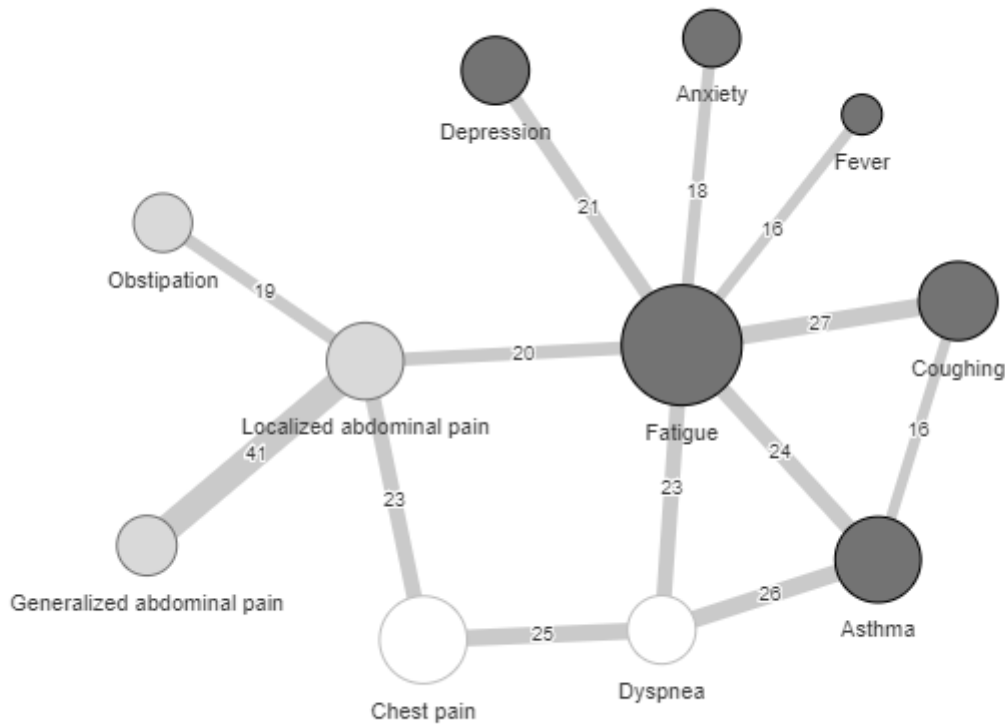 Anxiety
Depression
Fever
18
21
16
Obstipation
19
27
20
Coughing
Localized abdominal pain
Fatigue
16
41
24
23
23
Generalized abdominal pain
26
Asthma
25
Dyspnea
Chest pain